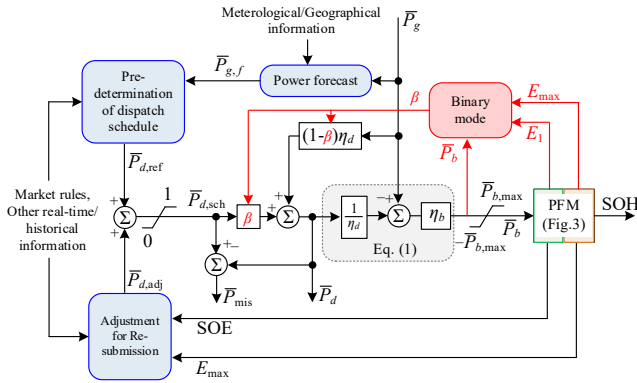 Meterological/Geographical
information
P̅g
P̅g,f
Power forecast
Pre-
determination
of dispatch
schedule
β
Binary
mode
Emax
E1
(1-β)ηd
P̅b
P̅d,ref
Market rules,
Other real-time/
historical
information
+
+
Σ
1
0
P̅d,sch
β
+
+
Σ
1
ηd
−
+
Σ
ηb
Eq. (1)
P̅b,max
−P̅b,max
P̅b
PFM
(Fig.3)
SOH
+
−
Σ
P̅mis
P̅d
P̅d,adj
Adjustment
for Re-
submission
SOE
Emax